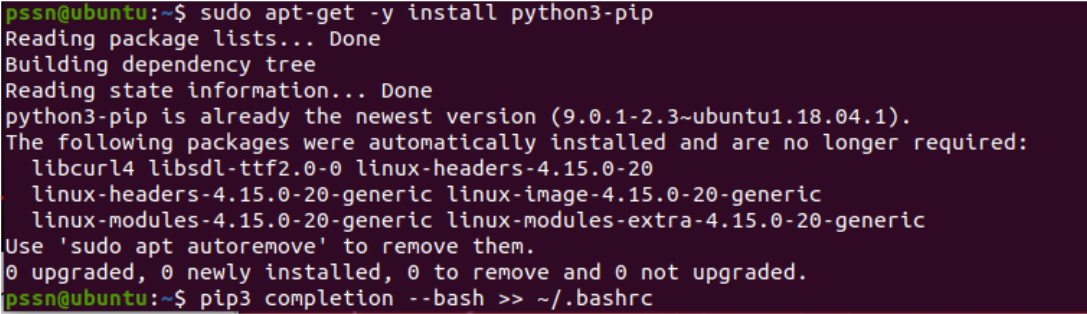 pssn@ubuntu:~$ sudo apt-get -y install python3-pip
Reading package lists... Done
Building dependency tree
Reading state information... Done
python3-pip is already the newest version (9.0.1-2.3~ubuntu1.18.04.1).
The following packages were automatically installed and are no longer required:
  libcurl4 libsdl-ttf2.0-0 linux-headers-4.15.0-20
  linux-headers-4.15.0-20-generic linux-image-4.15.0-20-generic
  linux-modules-4.15.0-20-generic linux-modules-extra-4.15.0-20-generic
Use 'sudo apt autoremove' to remove them.
0 upgraded, 0 newly installed, 0 to remove and 0 not upgraded.
pssn@ubuntu:~$ pip3 completion --bash >> ~/.bashrc